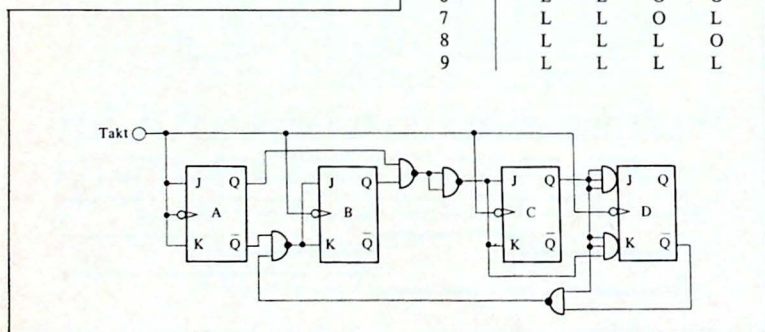 7 L L O L
8 L L L O
9 L L L L
Takt
J Q J Q J Q J Q
A B C D
K Q̅ K Q̅ K Q̅ K Q̅